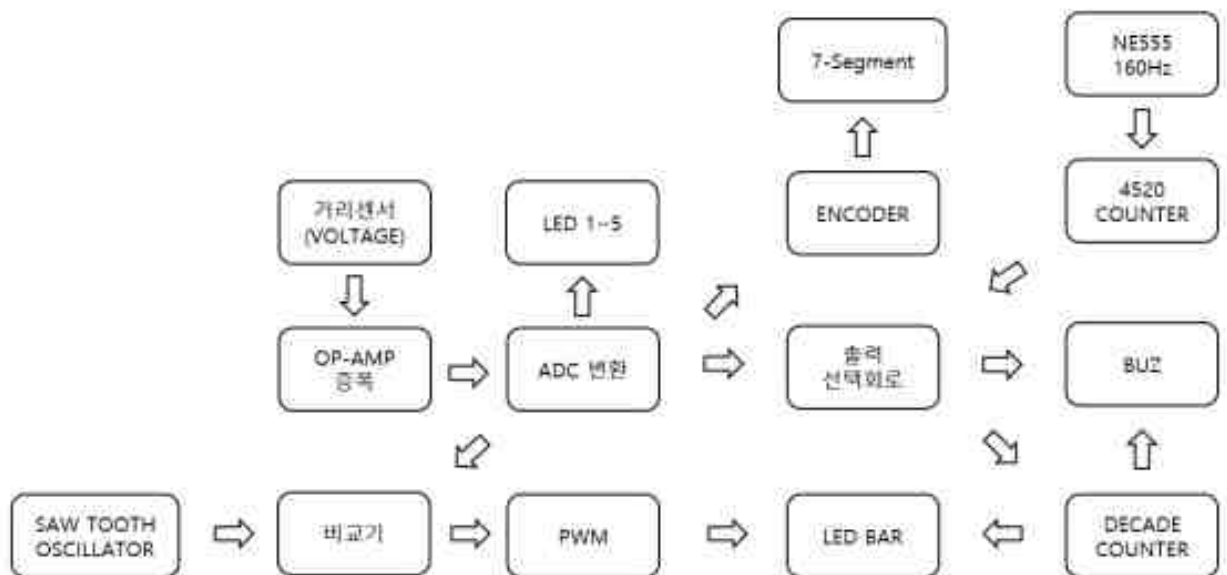 7-Segment
NE555
160Hz
거리센서
(VOLTAGE)
LED 1~5
ENCODER
4520
COUNTER
OP-AMP
증폭
ADC 변환
출력
선택회로
BUZ
SAW TOOTH
OSCILLATOR
비교기
PWM
LED BAR
DECADE
COUNTER